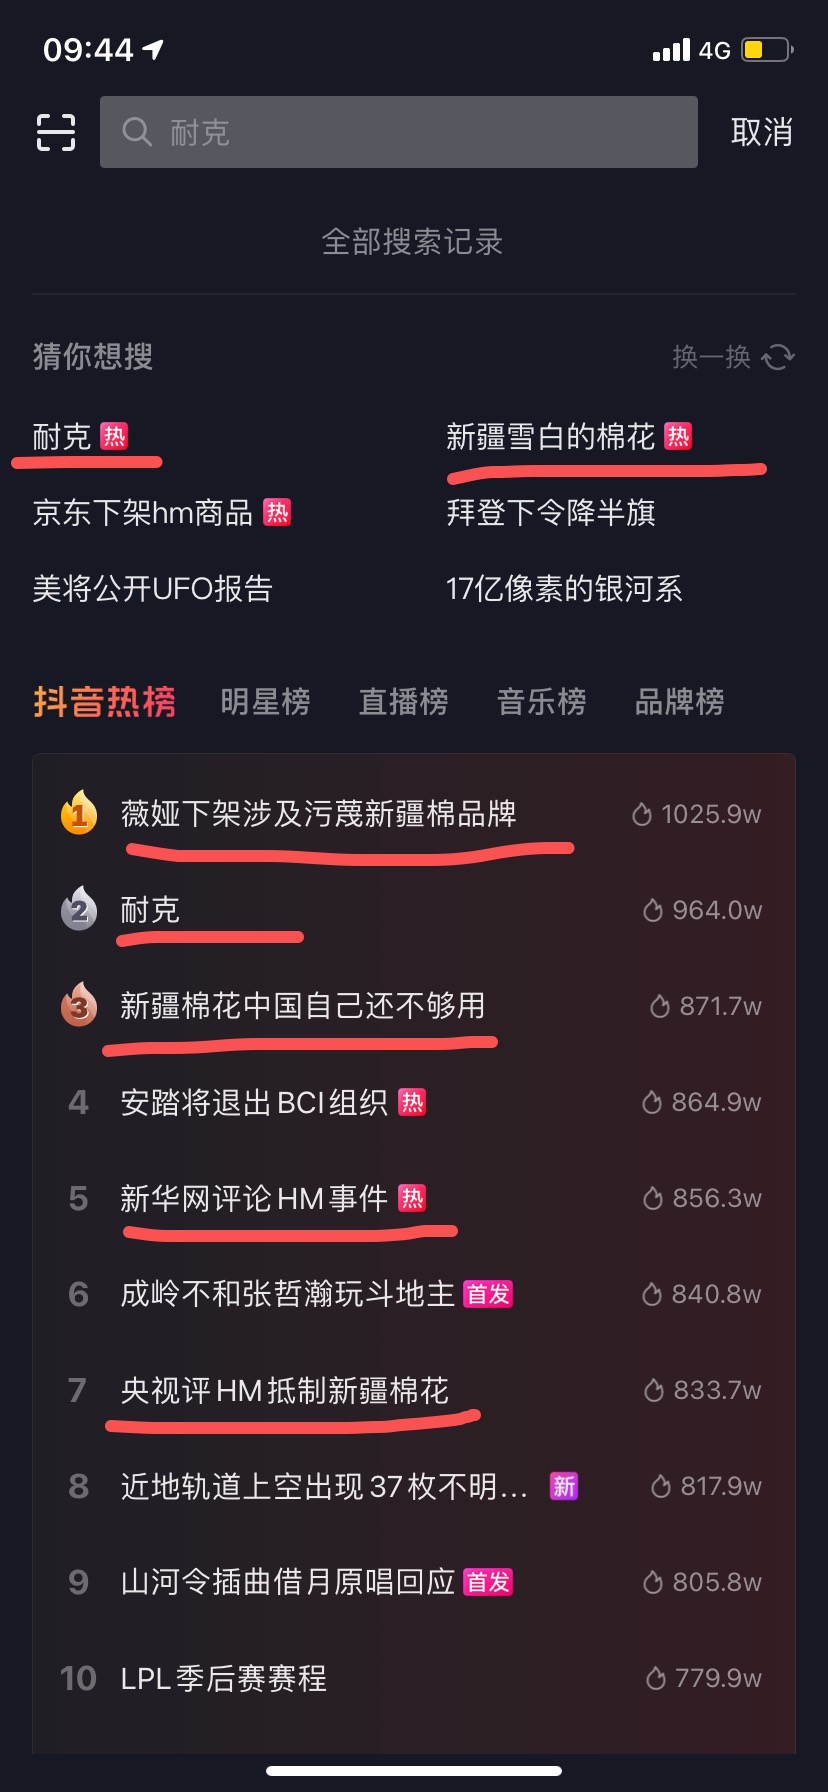 09:44 4G
耐克 取消
全部搜索记录
猜你想搜 换一换
耐克 热 新疆雪白的棉花 热
京东下架hm商品 热 拜登下令降半旗
美将公开UFO报告 17亿像素的银河系
抖音热榜 明星榜 直播榜 音乐榜 品牌榜
1 薇娅下架涉及污蔑新疆棉品牌 1025.9w
2 耐克 964.0w
3 新疆棉花中国自己还不够用 871.7w
4 安踏将退出BCI组织 热 864.9w
5 新华网评论HM事件 热 856.3w
6 成岭不和张哲瀚玩斗地主 首发 840.8w
7 央视评HM抵制新疆棉花 833.7w
8 近地轨道上空出现37枚不明... 新 817.9w
9 山河令插曲借月原唱回应 首发 805.8w
10 LPL季后赛赛程 779.9w